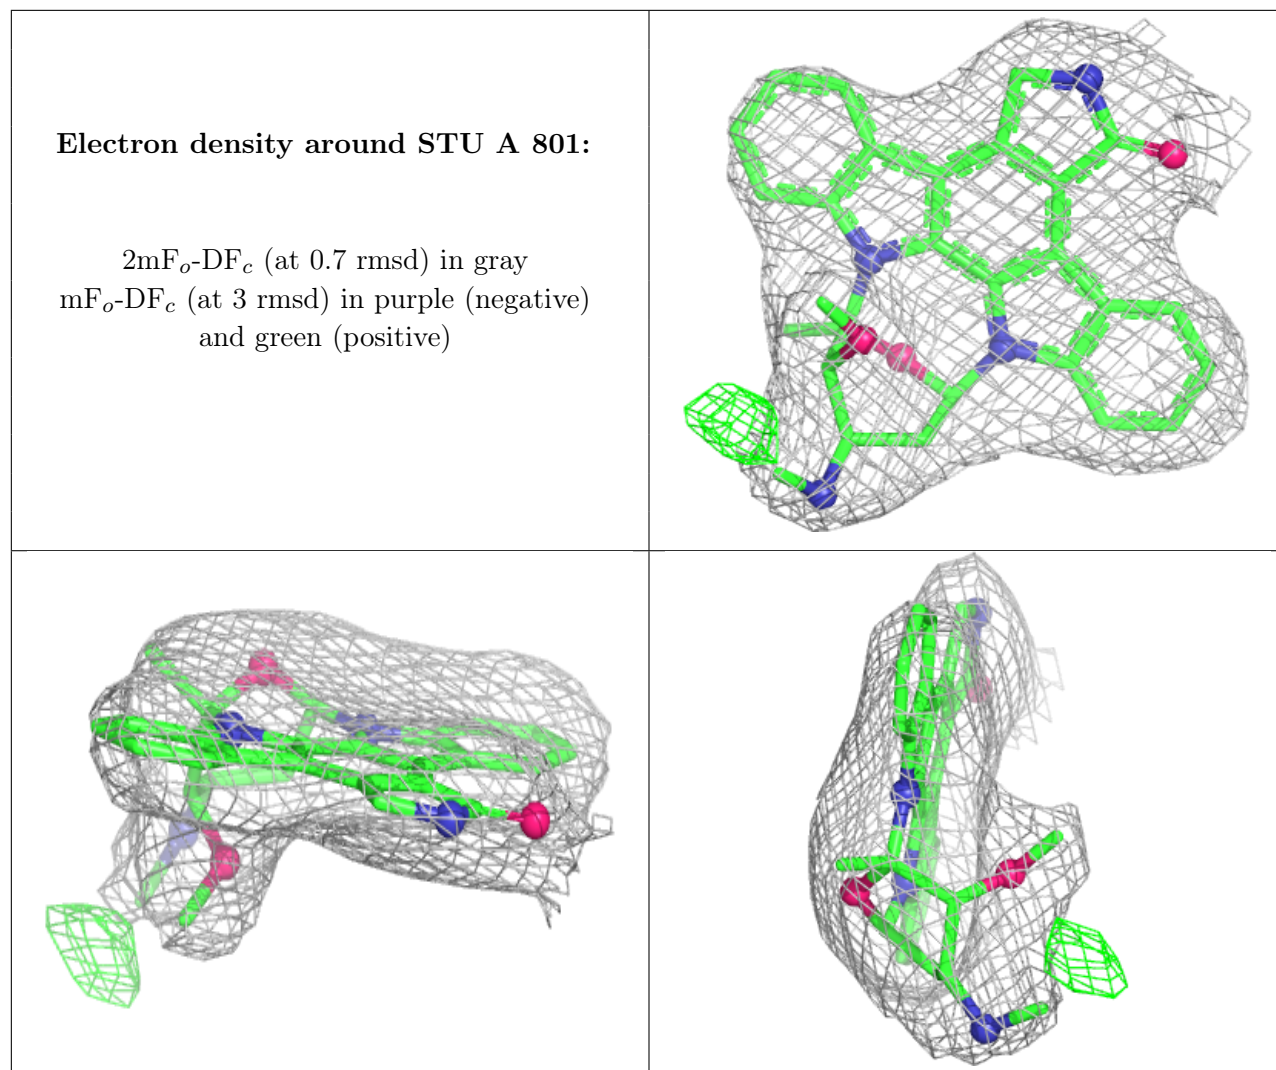 Electron density around STU A 801:
2mFo-DFc (at 0.7 rmsd) in gray
mFo-DFc (at 3 rmsd) in purple (negative)
and green (positive)